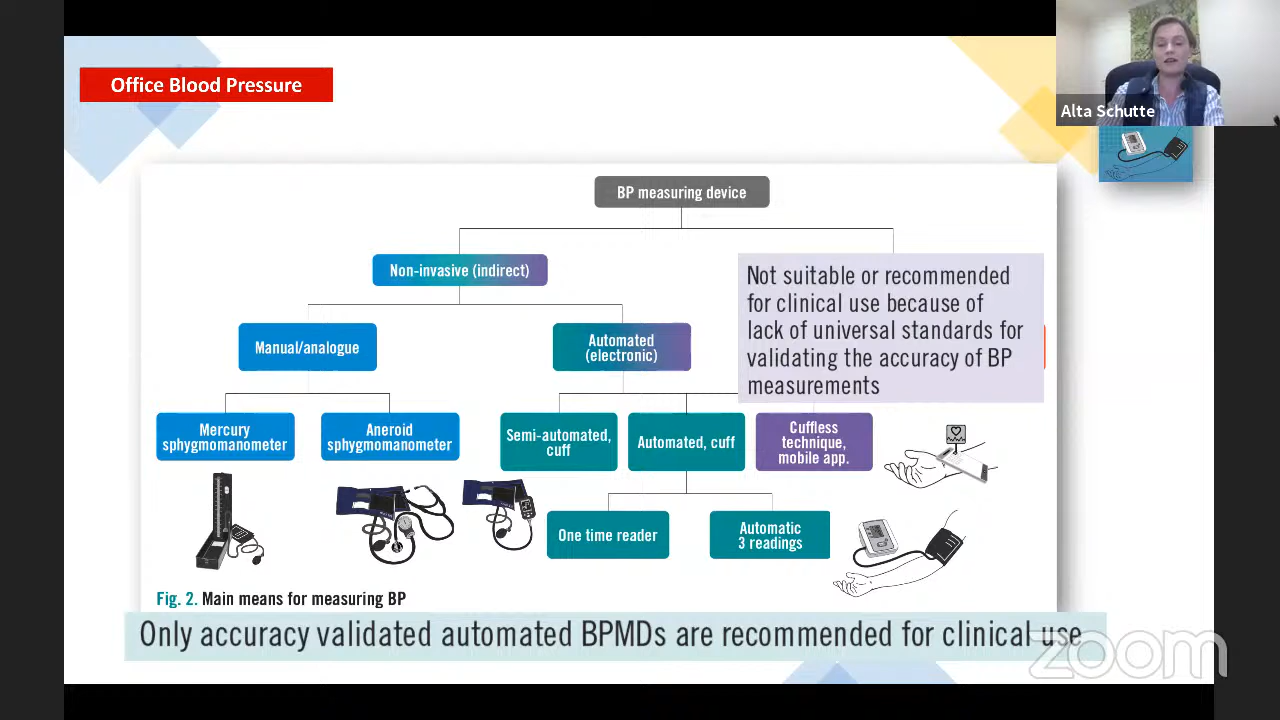 Office Blood Pressure
Alta Schutte
BP measuring device
Non-invasive (indirect)
Not suitable or recommended
for clinical use because of
lack of universal standards for
validating the accuracy of BP
measurements
Manual/analogue
Automated
(electronic)
Mercury
sphygmomanometer
Aneroid
sphygmomanometer
Semi-automated,
cuff
Automated, cuff
Cuffless
technique,
mobile app.
One time reader
Automatic
3 readings
Fig. 2. Main means for measuring BP
Only accuracy validated automated BPMDs are recommended for clinical use
zoom